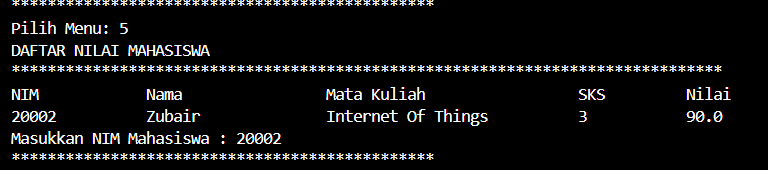 ***********************************************
Pilih Menu: 5
DAFTAR NILAI MAHASISWA
*******************************************************************************
NIM Nama Mata Kuliah SKS Nilai
20002 Zubair Internet Of Things 3 90.0
Masukkan NIM Mahasiswa : 20002
***********************************************